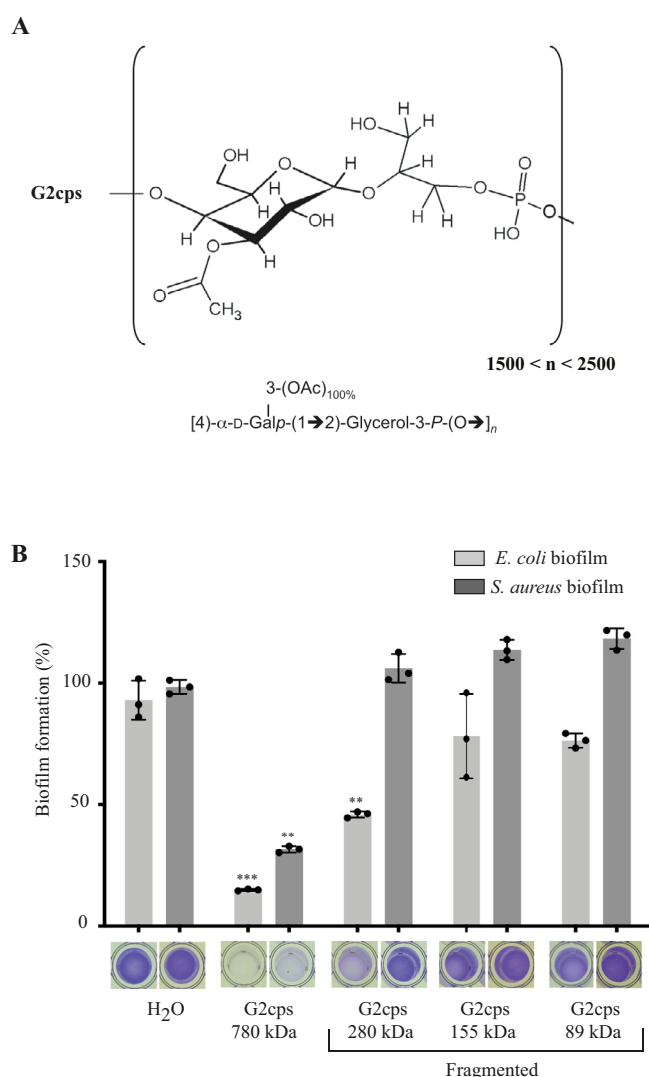 A
G2cps
O
OH
O
H
H
H
OH
O
H
O
CH3
O
HO
H
H
H
H
H
O
O
P
HO
O
1500 < n < 2500
3-(OAc)100%
[4)-α-D-Galp-(1➔2)-Glycerol-3-P-(O➔]n
B
E. coli biofilm
S. aureus biofilm
Biofilm formation (%)
150
100
50
0
***
**
**
H2O
G2cps
780 kDa
G2cps
280 kDa
G2cps
155 kDa
G2cps
89 kDa
Fragmented